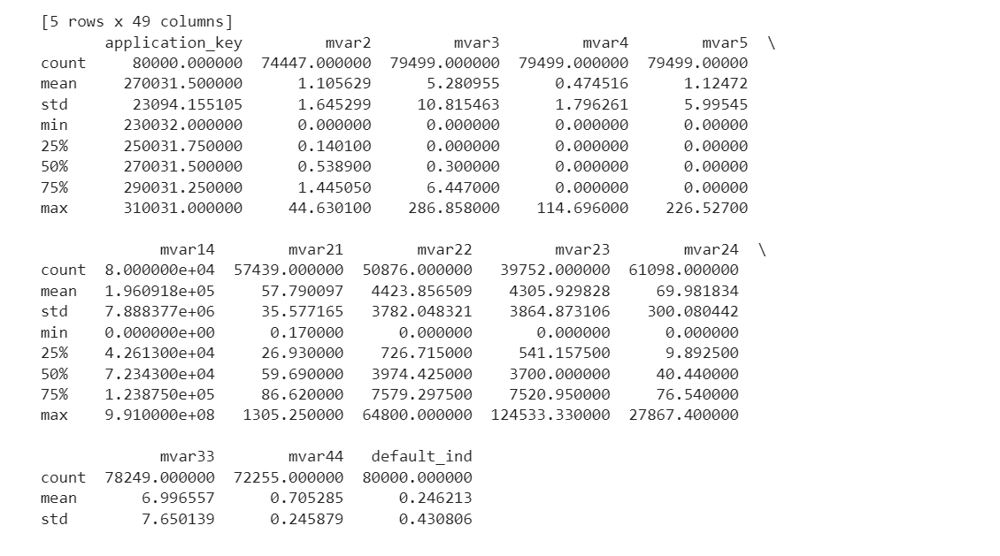 [5 rows x 49 columns]
application_key mvar2 mvar3 mvar4 mvar5 \
count 80000.000000 74447.000000 79499.000000 79499.000000 79499.00000
mean 270031.500000 1.105629 5.280955 0.474516 1.12472
std 23094.155105 1.645299 10.815463 1.796261 5.99545
min 230032.000000 0.000000 0.000000 0.000000 0.00000
25% 250031.750000 0.140100 0.000000 0.000000 0.00000
50% 270031.500000 0.538900 0.300000 0.000000 0.00000
75% 290031.250000 1.445050 6.447000 0.000000 0.00000
max 310031.000000 44.630100 286.858000 114.696000 226.52700
mvar14 mvar21 mvar22 mvar23 mvar24 \
count 8.000000e+04 57439.000000 50876.000000 39752.000000 61098.000000
mean 1.960918e+05 57.790097 4423.856509 4305.929828 69.981834
std 7.888377e+06 35.577165 3782.048321 3864.873106 300.080442
min 0.000000e+00 0.170000 0.000000 0.000000 0.000000
25% 4.261300e+04 26.930000 726.715000 541.157500 9.892500
50% 7.234300e+04 59.690000 3974.425000 3700.000000 40.440000
75% 1.238750e+05 86.620000 7579.297500 7520.950000 76.540000
max 9.910000e+08 1305.250000 64800.000000 124533.330000 27867.400000
mvar33 mvar44 default_ind
count 78249.000000 72255.000000 80000.000000
mean 6.996557 0.705285 0.246213
std 7.650139 0.245879 0.430806